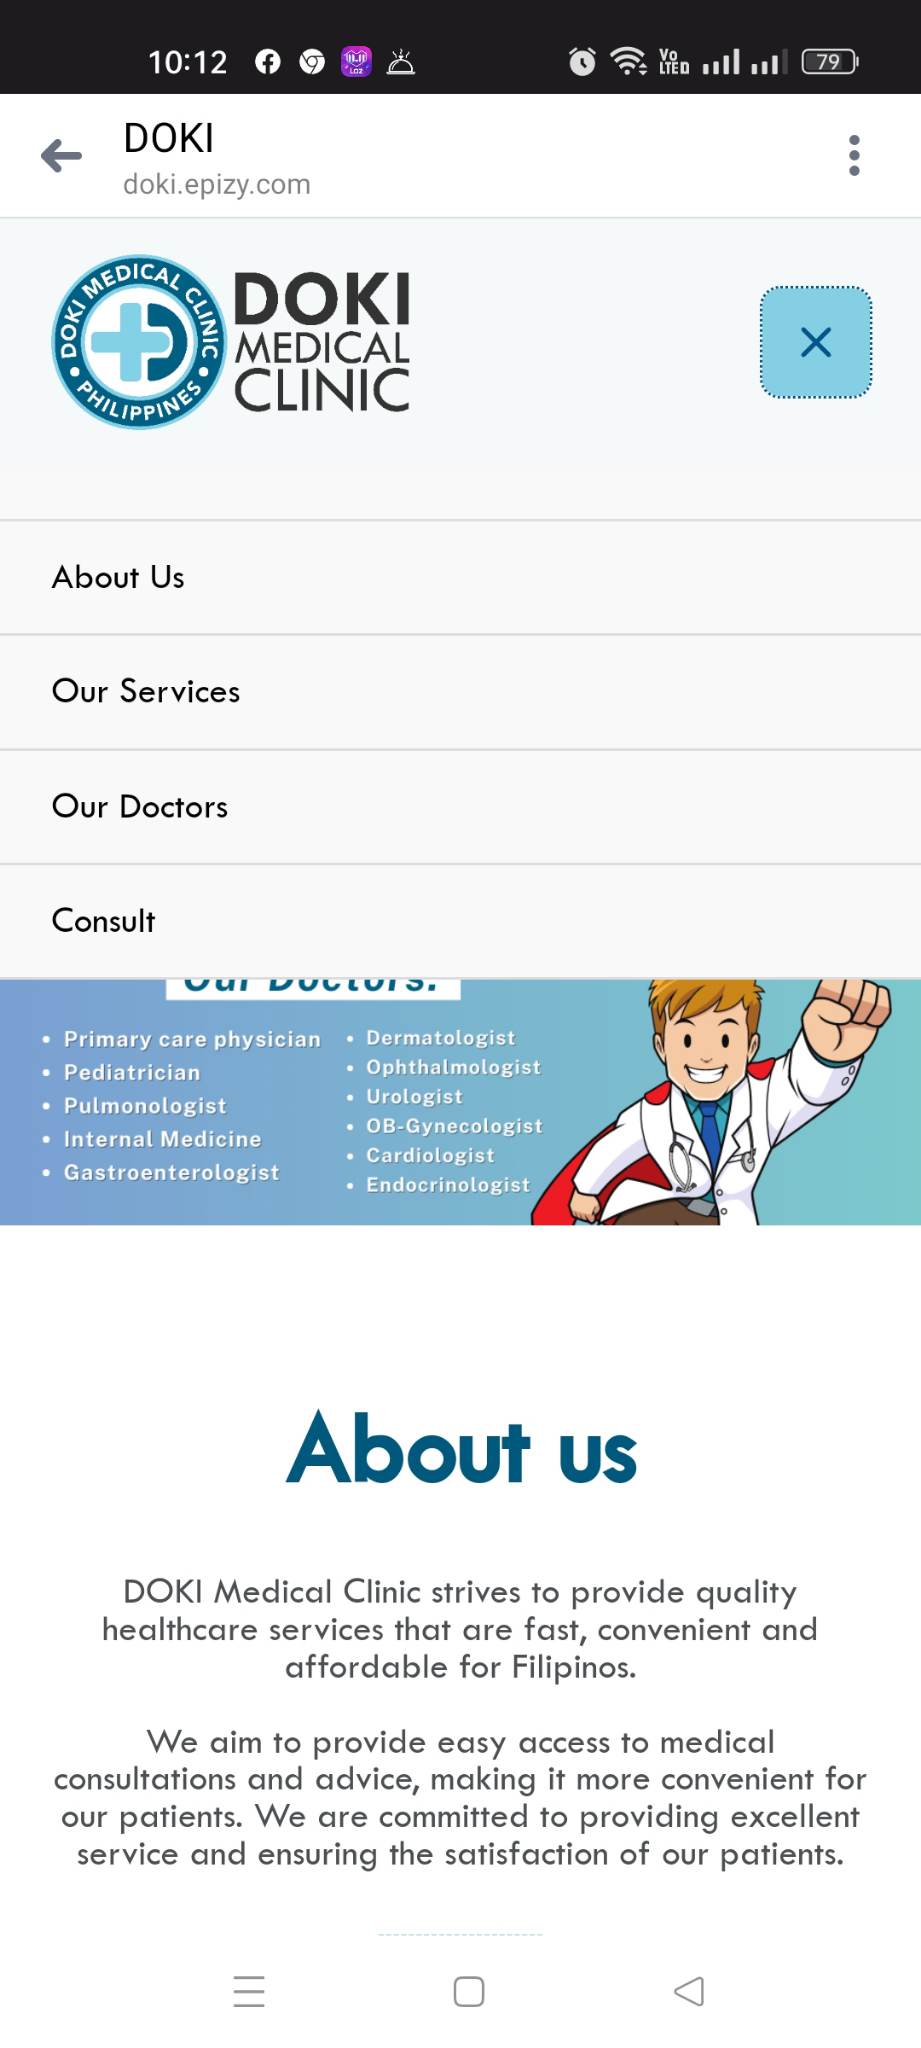 10:12
LO2
Vo
LTED
79
DOKI
doki.epizy.com
DOKI MEDICAL CLINIC
• PHILIPPINES •
DOKI
MEDICAL
CLINIC
About Us
Our Services
Our Doctors
Consult
Our Doctors:
• Primary care physician
• Pediatrician
• Pulmonologist
• Internal Medicine
• Gastroenterologist
• Dermatologist
• Ophthalmologist
• Urologist
• OB-Gynecologist
• Cardiologist
• Endocrinologist
About us
DOKI Medical Clinic strives to provide quality
healthcare services that are fast, convenient and
affordable for Filipinos.
We aim to provide easy access to medical
consultations and advice, making it more convenient for
our patients. We are committed to providing excellent
service and ensuring the satisfaction of our patients.